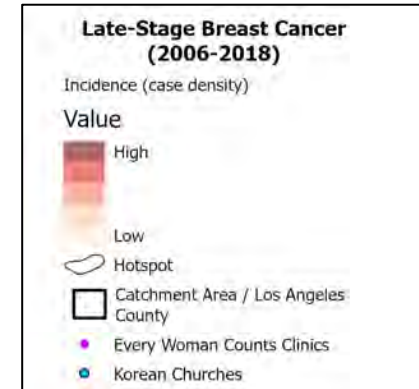 Late-Stage Breast Cancer
(2006-2018)
Incidence (case density)
Value
High
Low
Hotspot
Catchment Area / Los Angeles
County
Every Woman Counts Clinics
Korean Churches